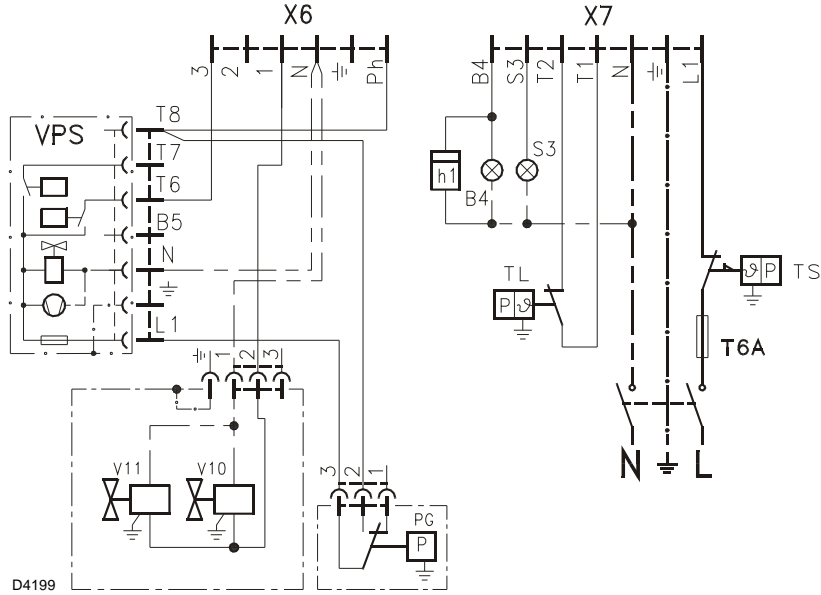 X6
X7
3 2 1 N Ph
B4 S3 T2 T1 N L1
T8
VPS
T7
T6
B5
N
L1
h1
B4
S3
TL
P ϑ
ϑ P
TS
T6A
1 2 3
V11
V10
3 2 1
PG
P
N L
D4199